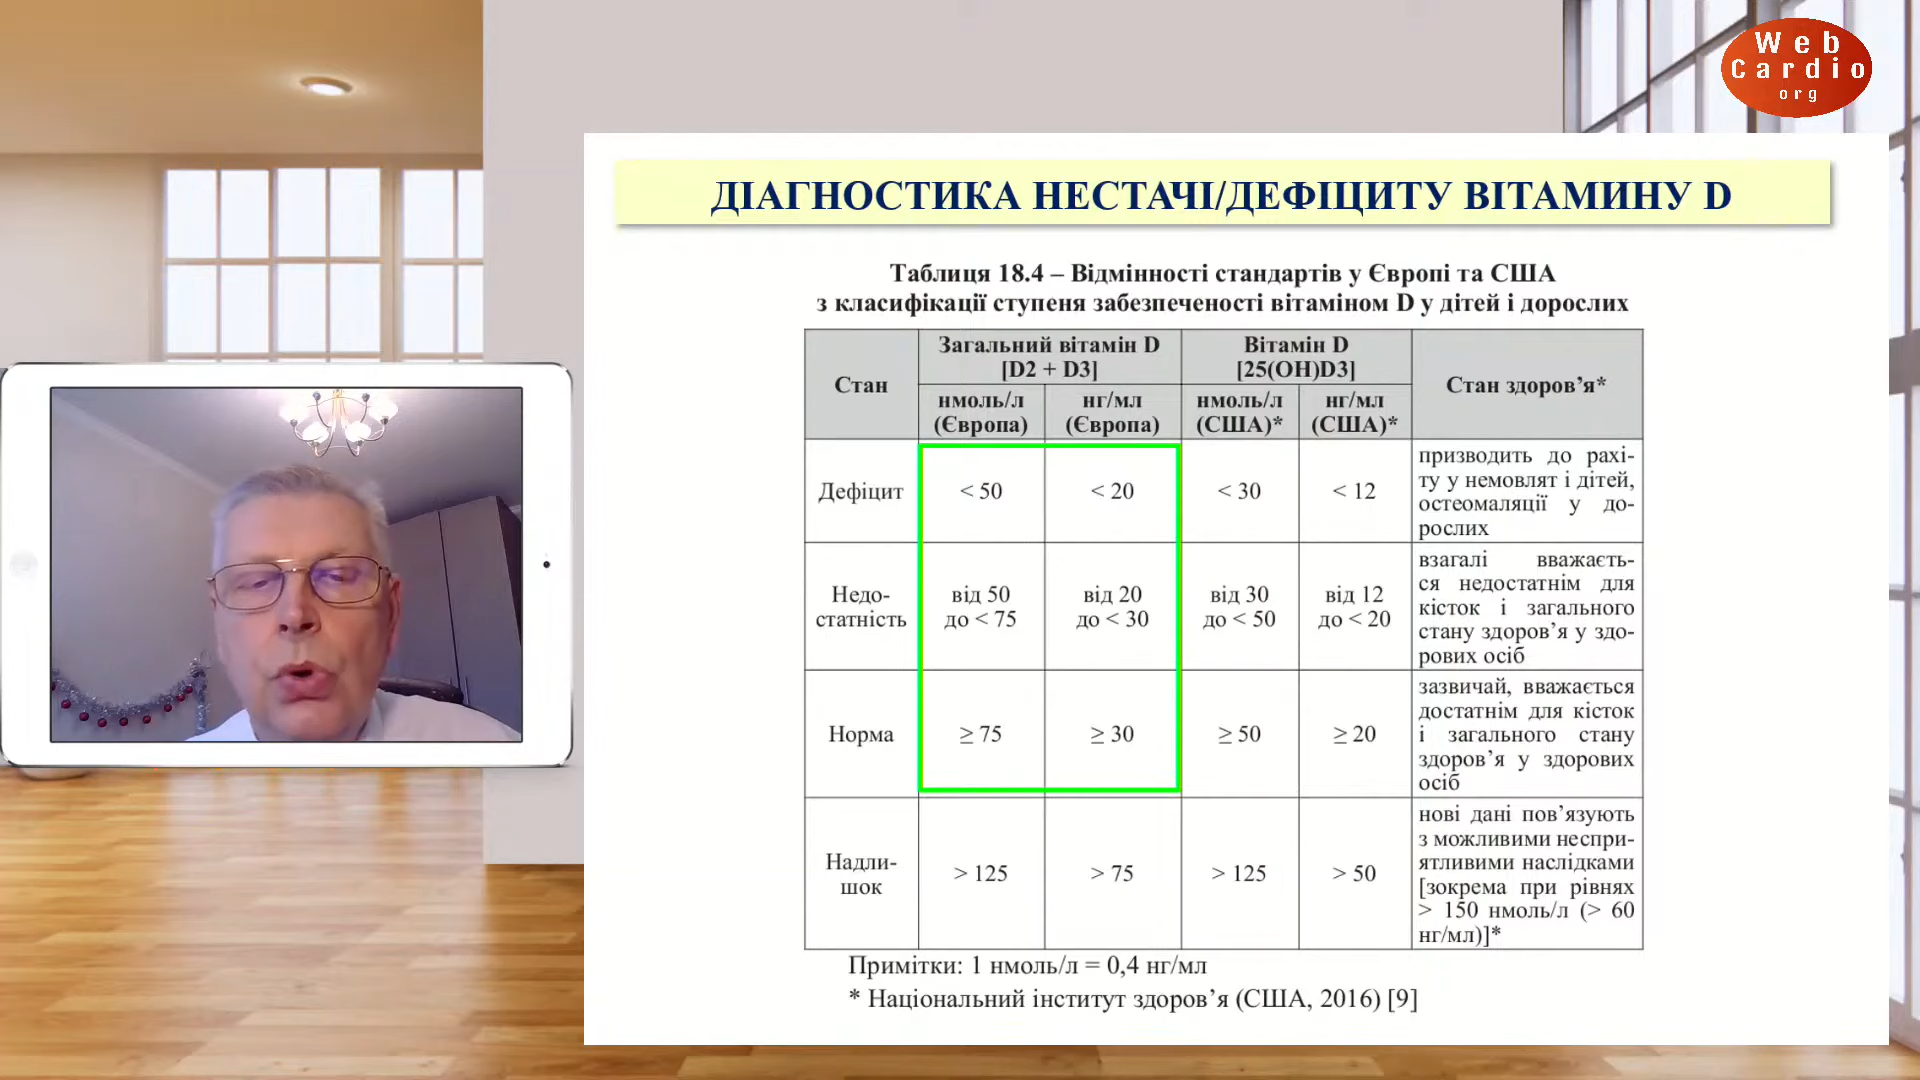 Web
Cardio
org
ДІАГНОСТИКА НЕСТАЧІ/ДЕФІЦИТУ ВІТАМИНУ D
Таблиця 18.4 – Відмінності стандартів у Європі та США
з класифікації ступеня забезпеченості вітаміном D у дітей і дорослих
Стан
Загальний вітамін D
[D2 + D3]
Вітамін D
[25(OH)D3]
Стан здоров’я*
нмоль/л
(Європа)
нг/мл
(Європа)
нмоль/л
(США)*
нг/мл
(США)*
Дефіцит
< 50
< 20
< 30
< 12
призводить до рахі-
ту у немовлят і дітей,
остеомаляції у до-
рослих
Недо-
статність
від 50
до < 75
від 20
до < 30
від 30
до < 50
від 12
до < 20
взагалі вважаєть-
ся недостатнім для
кісток і загального
стану здоров’я у здо-
рових осіб
Норма
≥ 75
≥ 30
≥ 50
≥ 20
зазвичай, вважається
достатнім для кісток
і загального стану
здоров’я у здорових
осіб
Надли-
шок
> 125
> 75
> 125
> 50
нові дані пов’язують
з можливими неспри-
ятливими наслідками
[зокрема при рівнях
> 150 нмоль/л (> 60
нг/мл)]*
Примітки: 1 нмоль/л = 0,4 нг/мл
* Національний інститут здоров’я (США, 2016) [9]